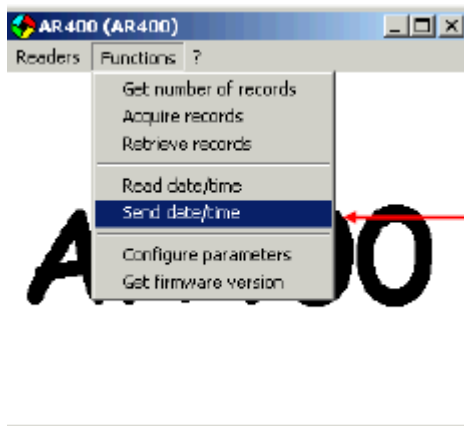 AR400 (AR400)
Readers Functions ?
Get number of records
Acquire records
Retrieve records
Read date/time
Send date/time
Configure parameters
Get firmware version